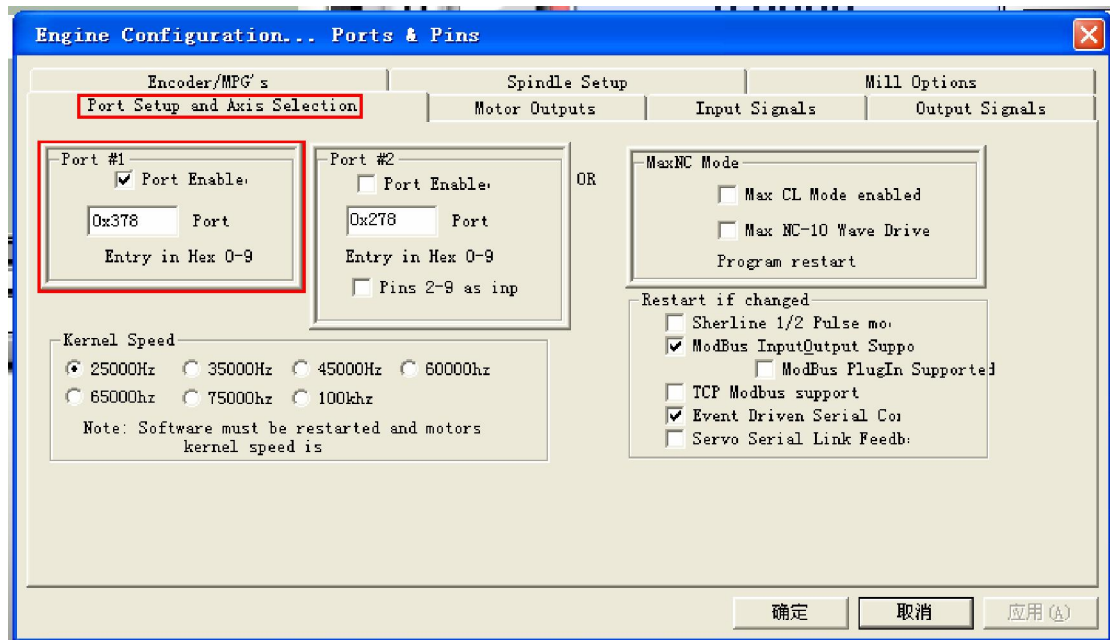 Engine Configuration... Ports & Pins
Encoder/MPG's
Spindle Setup
Mill Options
Port Setup and Axis Selection
Motor Outputs
Input Signals
Output Signals
Port #1
Port Enable
0x378 Port
Entry in Hex 0-9
Port #2
Port Enable
0x278 Port
Entry in Hex 0-9
Pins 2-9 as inp
OR
MaxNC Mode
Max CL Mode enabled
Max NC-10 Wave Drive
Program restart
Restart if changed
Sherline 1/2 Pulse mo
ModBus InputOutput Suppo
ModBus PlugIn Supported
TCP Modbus support
Event Driven Serial Co
Servo Serial Link Feedb
Kernel Speed
25000Hz 35000Hz 45000Hz 60000hz
65000hz 75000hz 100khz
Note: Software must be restarted and motors
kernel speed is
确定
取消
应用(A)